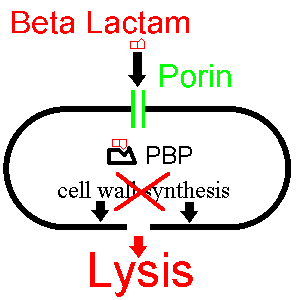 Beta Lactam
Porin
PBP
cell wall synthesis
Lysis